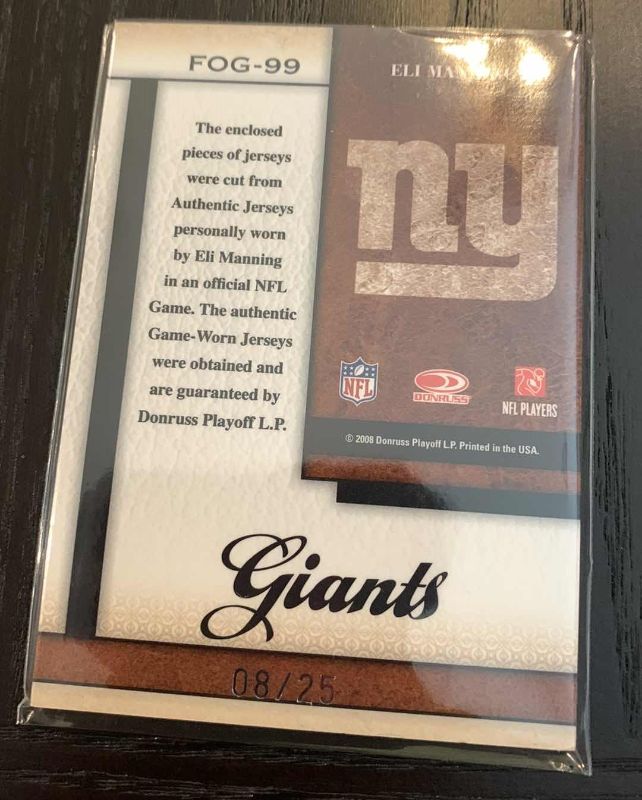 FOG-99
ELI MANNING
The enclosed
pieces of jerseys
were cut from
Authentic Jerseys
personally worn
by Eli Manning
in an official NFL
Game. The authentic
Game-Worn Jerseys
were obtained and
are guaranteed by
Donruss Playoff L.P.
ny
NFL
DONRUSS
NFL PLAYERS
© 2008 Donruss Playoff L.P. Printed in the USA.
Giants
08/25